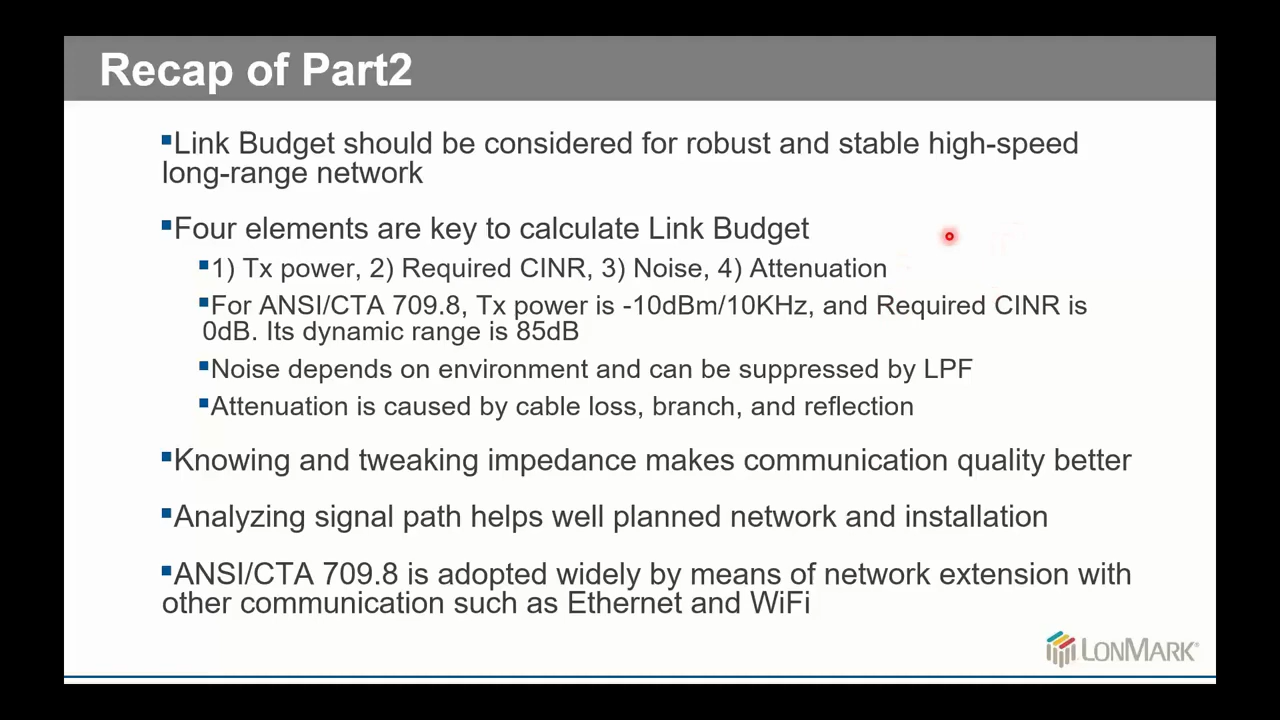 Recap of Part2
▪Link Budget should be considered for robust and stable high-speed
long-range network
▪Four elements are key to calculate Link Budget
▪1) Tx power, 2) Required CINR, 3) Noise, 4) Attenuation
▪For ANSI/CTA 709.8, Tx power is -10dBm/10KHz, and Required CINR is
0dB. Its dynamic range is 85dB
▪Noise depends on environment and can be suppressed by LPF
▪Attenuation is caused by cable loss, branch, and reflection
▪Knowing and tweaking impedance makes communication quality better
▪Analyzing signal path helps well planned network and installation
▪ANSI/CTA 709.8 is adopted widely by means of network extension with
other communication such as Ethernet and WiFi
LONMARK®